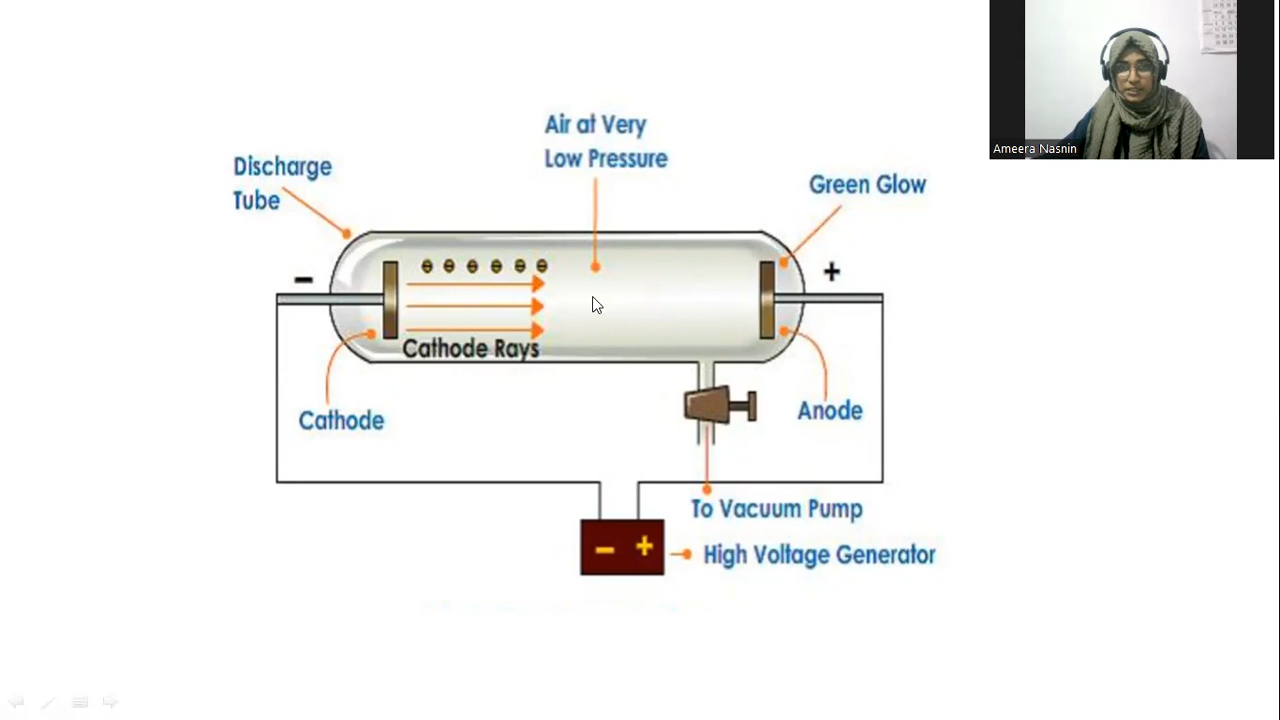 Ameera Nasnin
Air at Very
Low Pressure
Discharge
Tube
Green Glow
−
+
Cathode Rays
Cathode
Anode
To Vacuum Pump
− +
High Voltage Generator